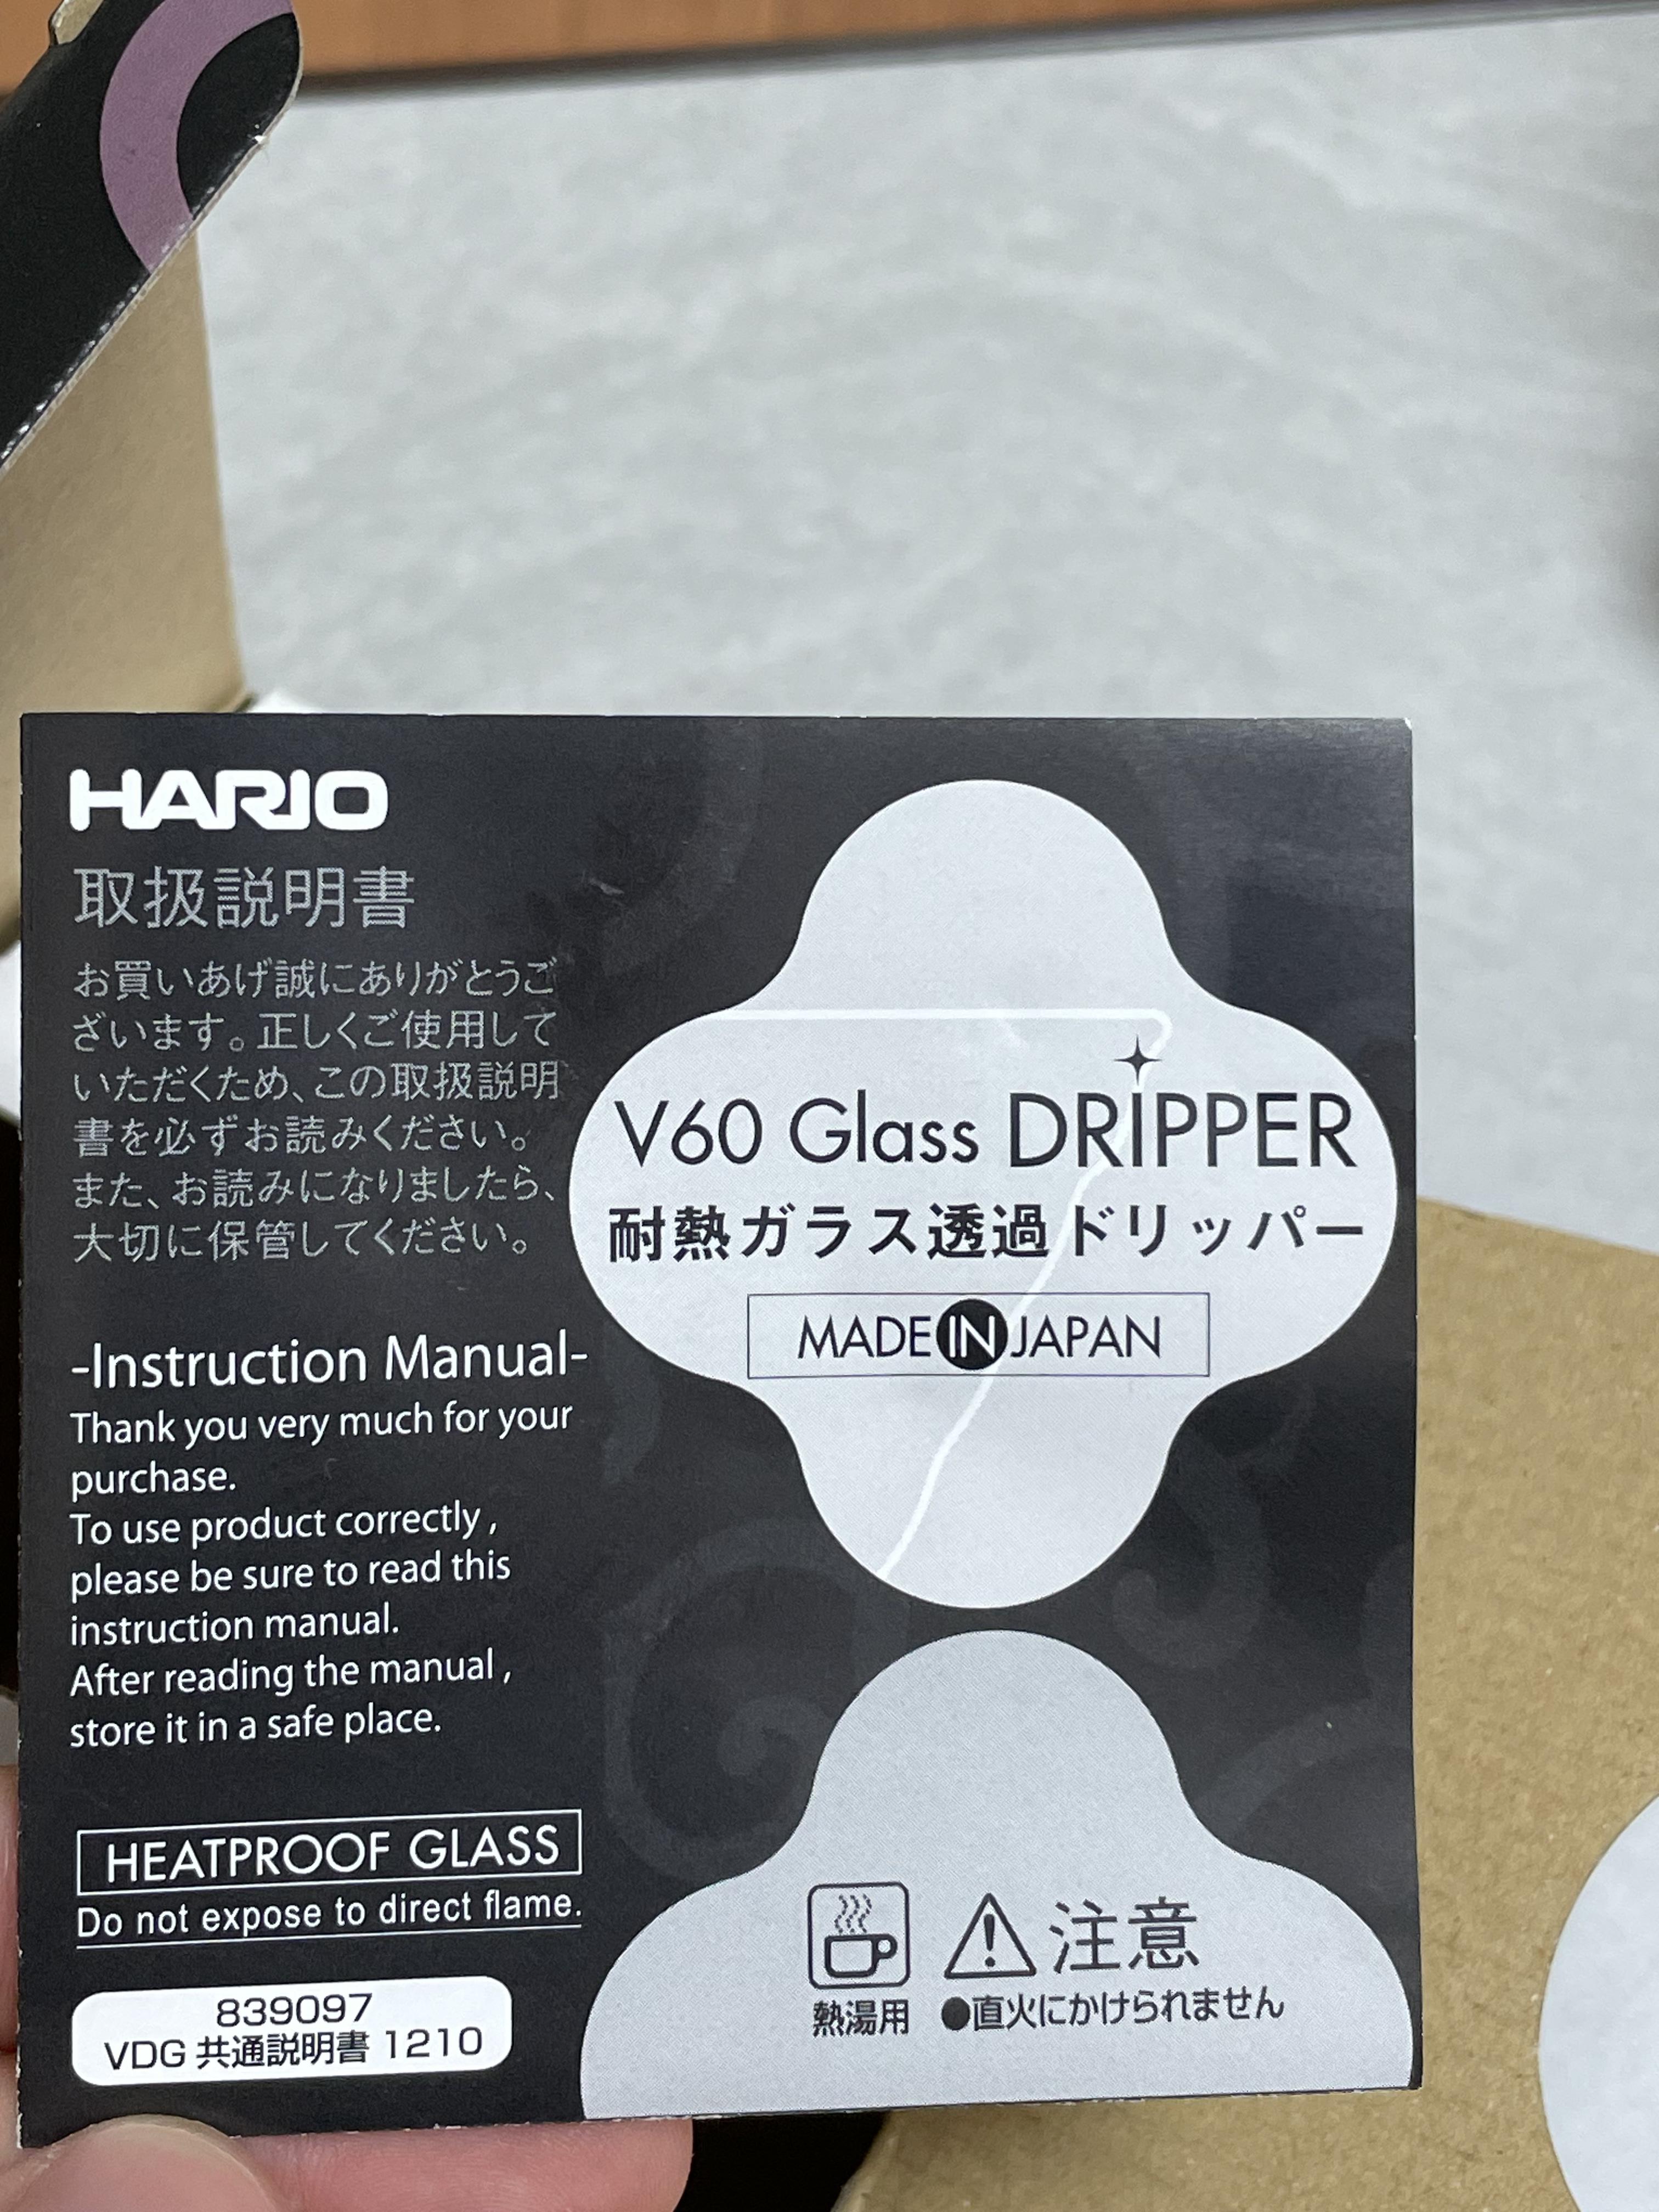 HARIO
取扱説明書
お買いあげ誠にありがとうご
ざいます。正しくご使用して
いただくため、この取扱説明
書を必ずお読みください。
また、お読みになりましたら、
大切に保管してください。
-Instruction Manual-
Thank you very much for your
purchase.
To use product correctly ,
please be sure to read this
instruction manual.
After reading the manual ,
store it in a safe place.
HEATPROOF GLASS
Do not expose to direct flame.
839097
VDG 共通説明書 1210
V60 Glass DRIPPER
耐熱ガラス透過ドリッパー
MADE IN JAPAN
熱湯用
注意
●直火にかけられません